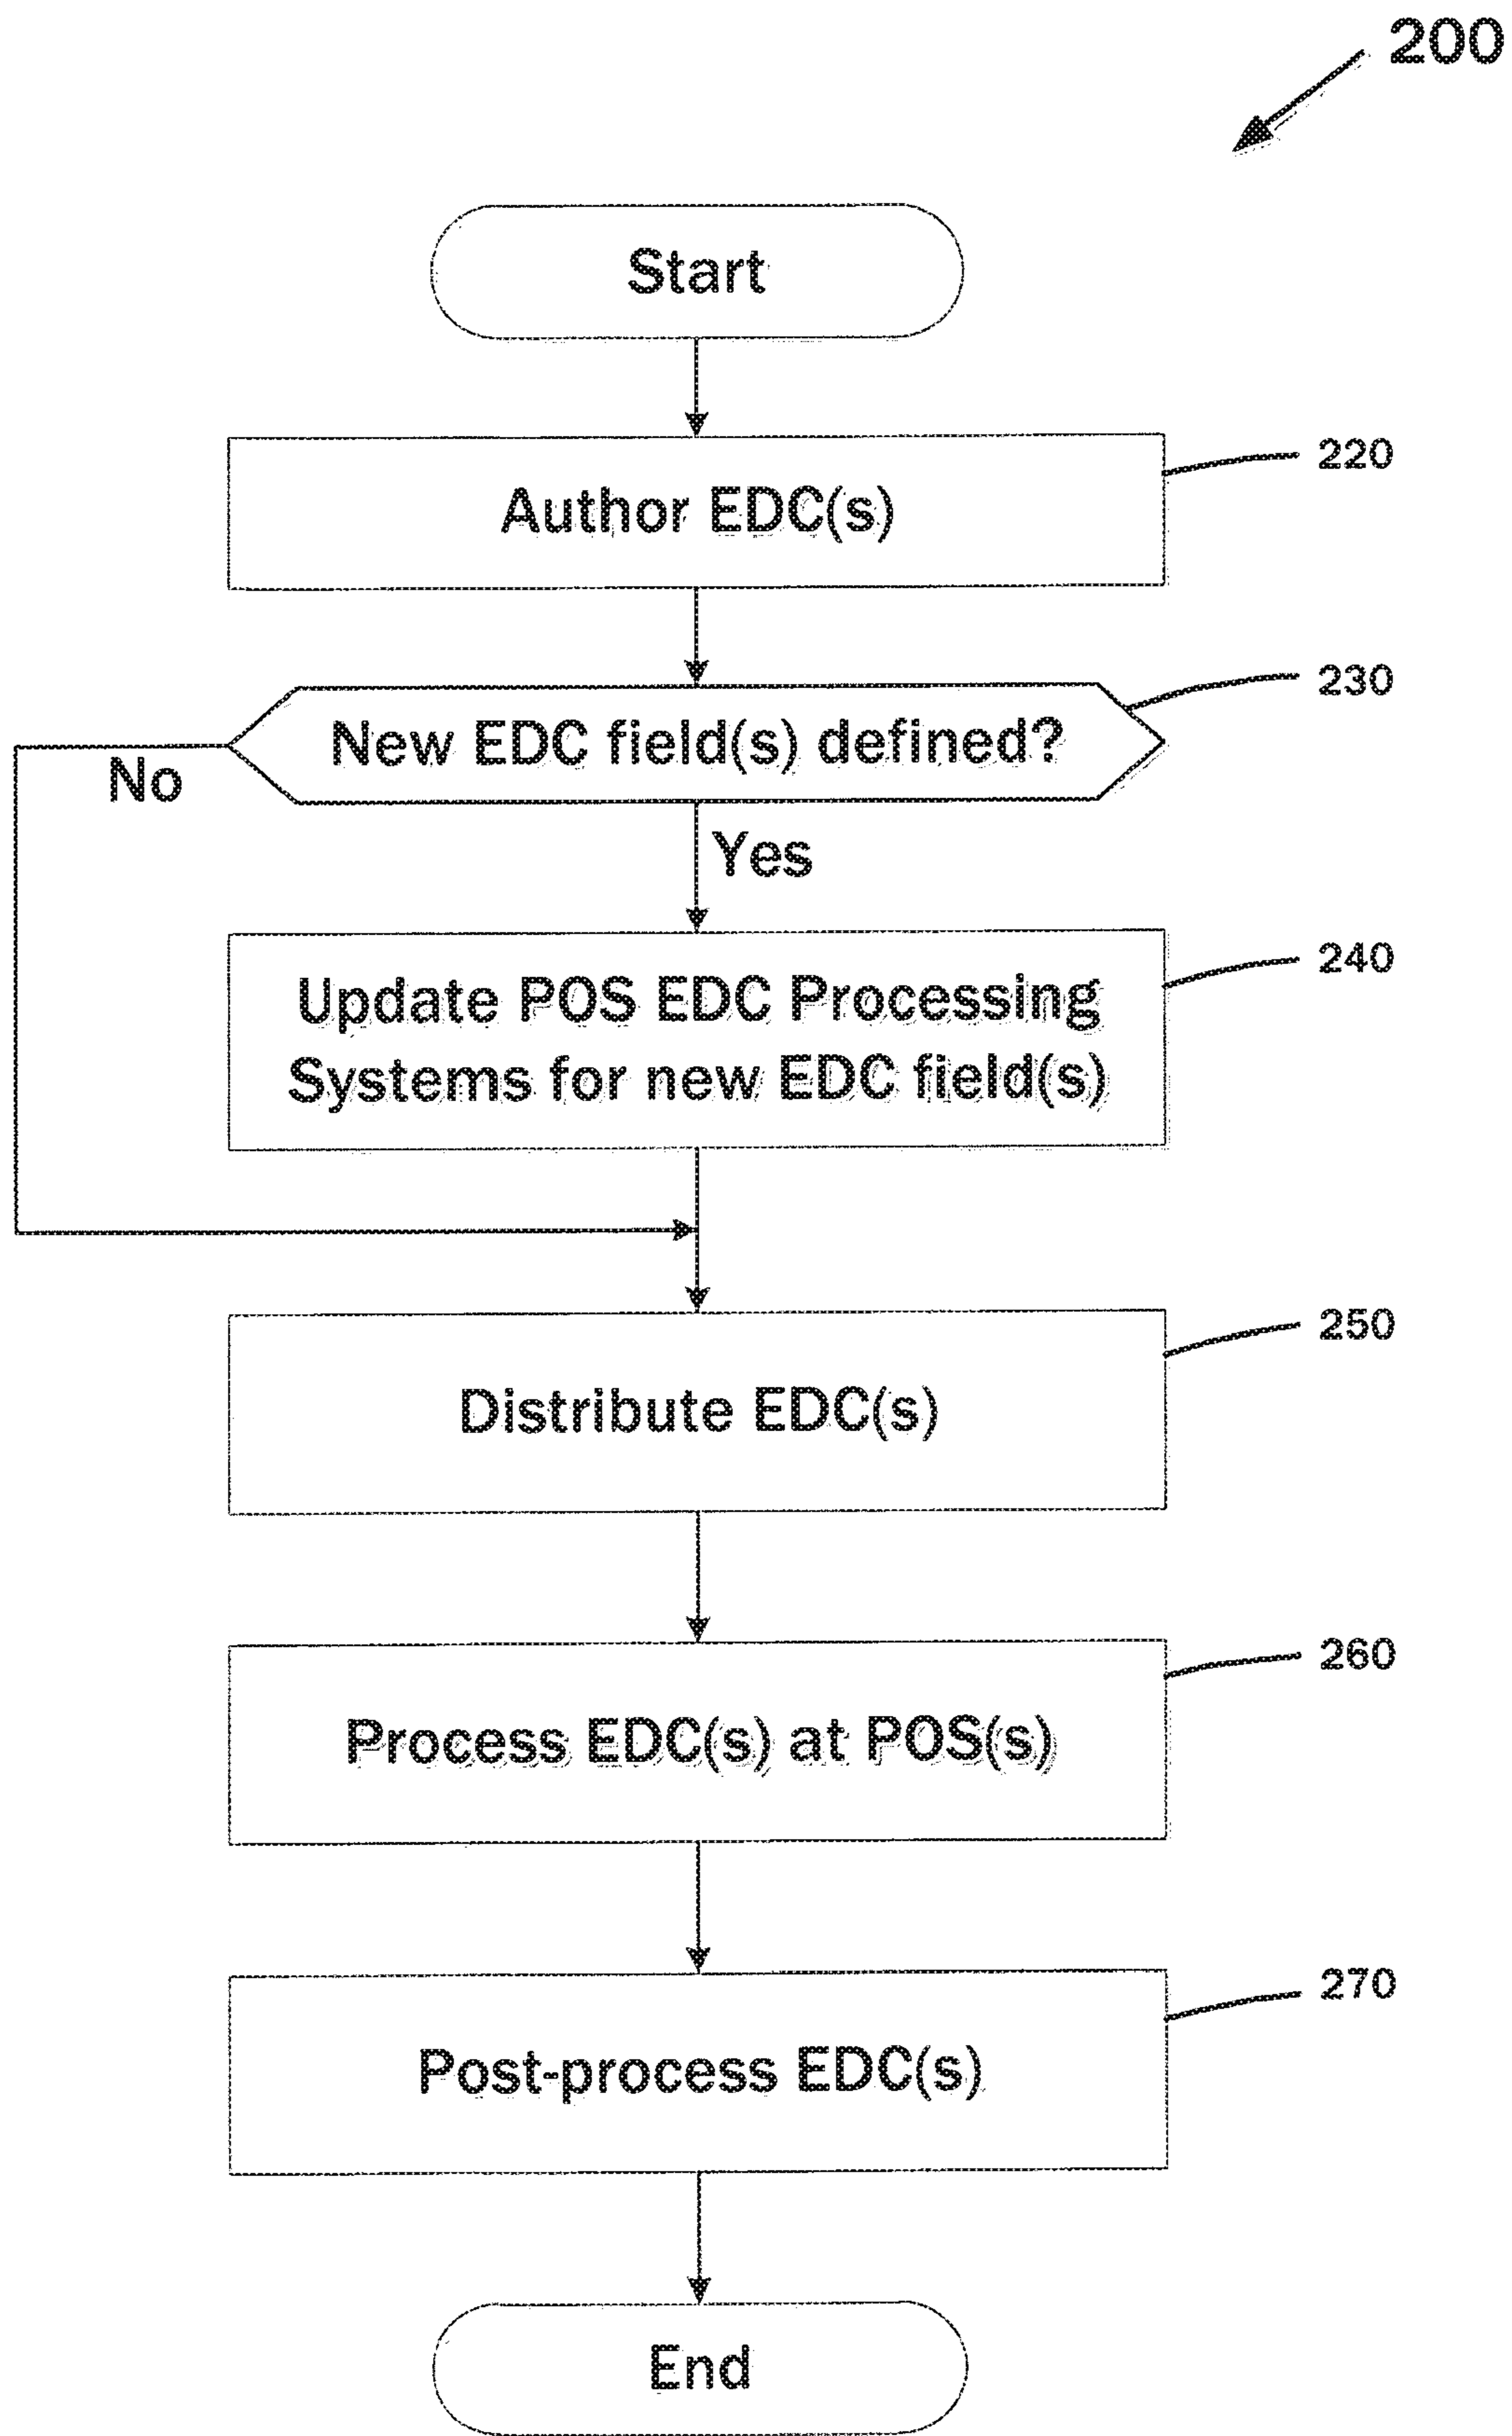 200
Start
220
Author EDC(s)
230
New EDC field(s) defined?
No
Yes
240
Update POS EDC Processing
Systems for new EDC field(s)
250
Distribute EDC(s)
260
Process EDC(s) at POS(s)
270
Post-process EDC(s)
End